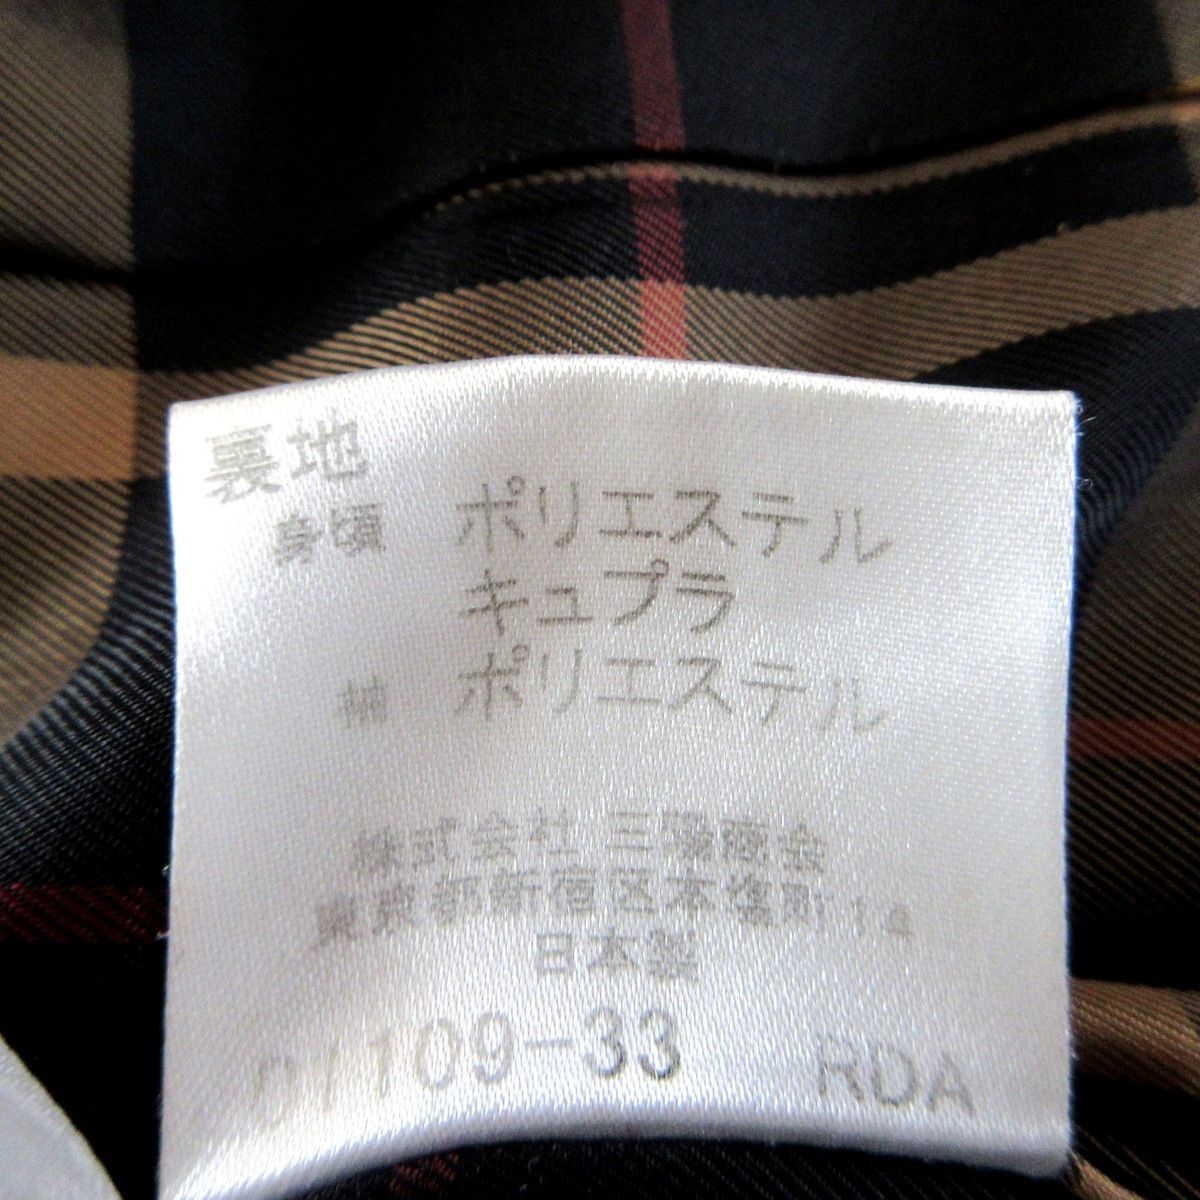 裏地
身頃 ポリエステル
キュプラ
袖 ポリエステル
株式会社 三陽商会
東京都新宿区本塩町14
日本製
109-33 RDA